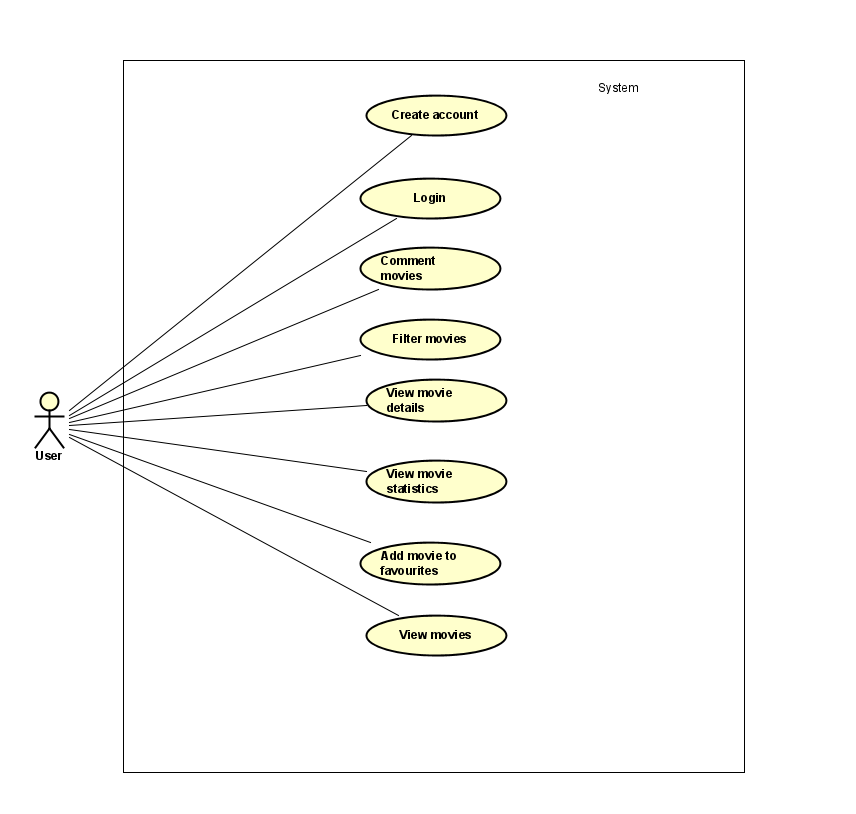 System
Create account
Login
Comment
movies
Filter movies
View movie
details
User
View movie
statistics
Add movie to
favourites
View movies